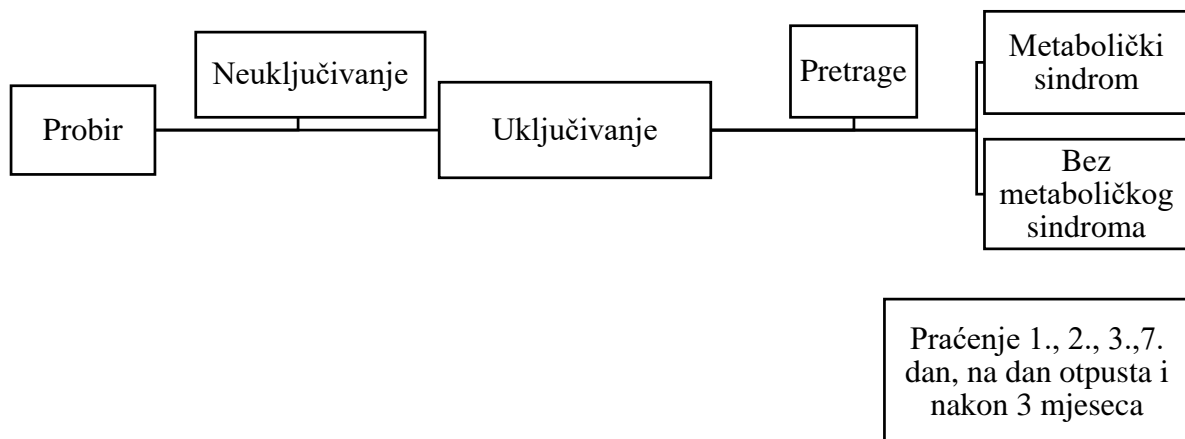 Probir
Neuključivanje
Uključivanje
Pretrage
Metabolički
sindrom
Bez
metaboličkog
sindroma
Praćenje 1., 2., 3.,7.
dan, na dan otpusta i
nakon 3 mjeseca